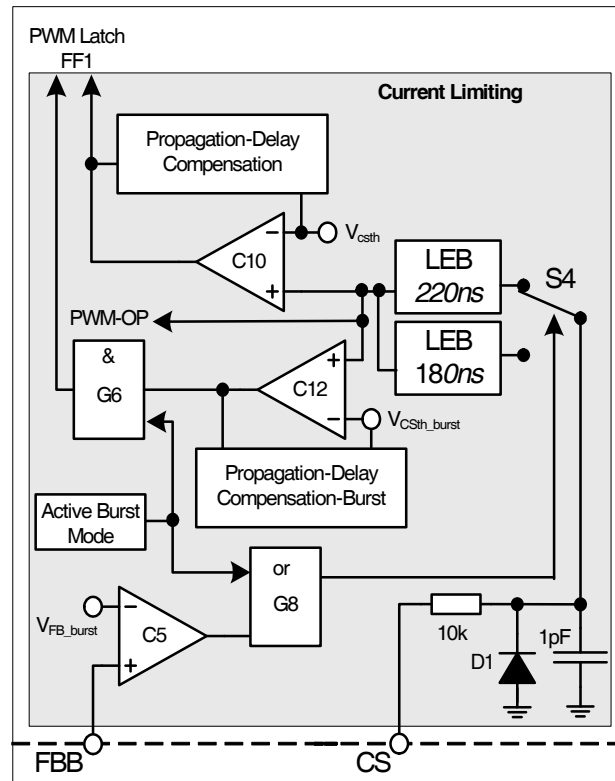 PWM Latch
FF1
Current Limiting
Propagation-Delay
Compensation
−
V_csth
C10
+
LEB
220ns
S4
PWM-OP
LEB
180ns
&
G6
+
C12
−
V_CSth_burst
Propagation-Delay
Compensation-Burst
Active Burst
Mode
or
G8
−
V_FB_burst
C5
+
10k
1pF
D1
FBB
CS